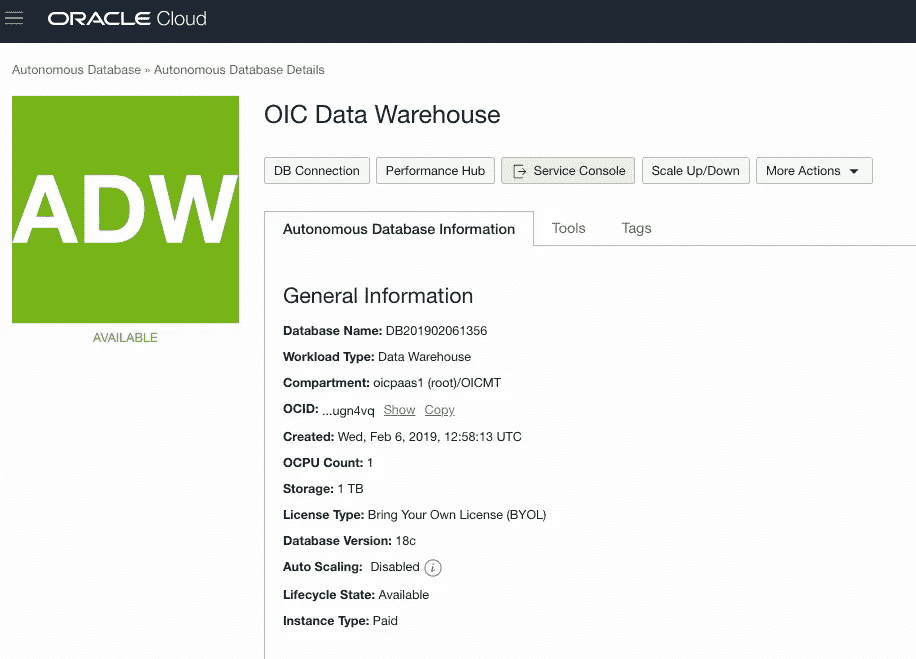 ORACLE Cloud
Autonomous Database » Autonomous Database Details
ADW
AVAILABLE
OIC Data Warehouse
DB Connection Performance Hub Service Console Scale Up/Down More Actions
Autonomous Database Information Tools Tags
General Information
Database Name: DB201902061356
Workload Type: Data Warehouse
Compartment: oicpaas1 (root)/OICMT
OCID: ...ugn4vq Show Copy
Created: Wed, Feb 6, 2019, 12:58:13 UTC
OCPU Count: 1
Storage: 1 TB
License Type: Bring Your Own License (BYOL)
Database Version: 18c
Auto Scaling: Disabled i
Lifecycle State: Available
Instance Type: Paid